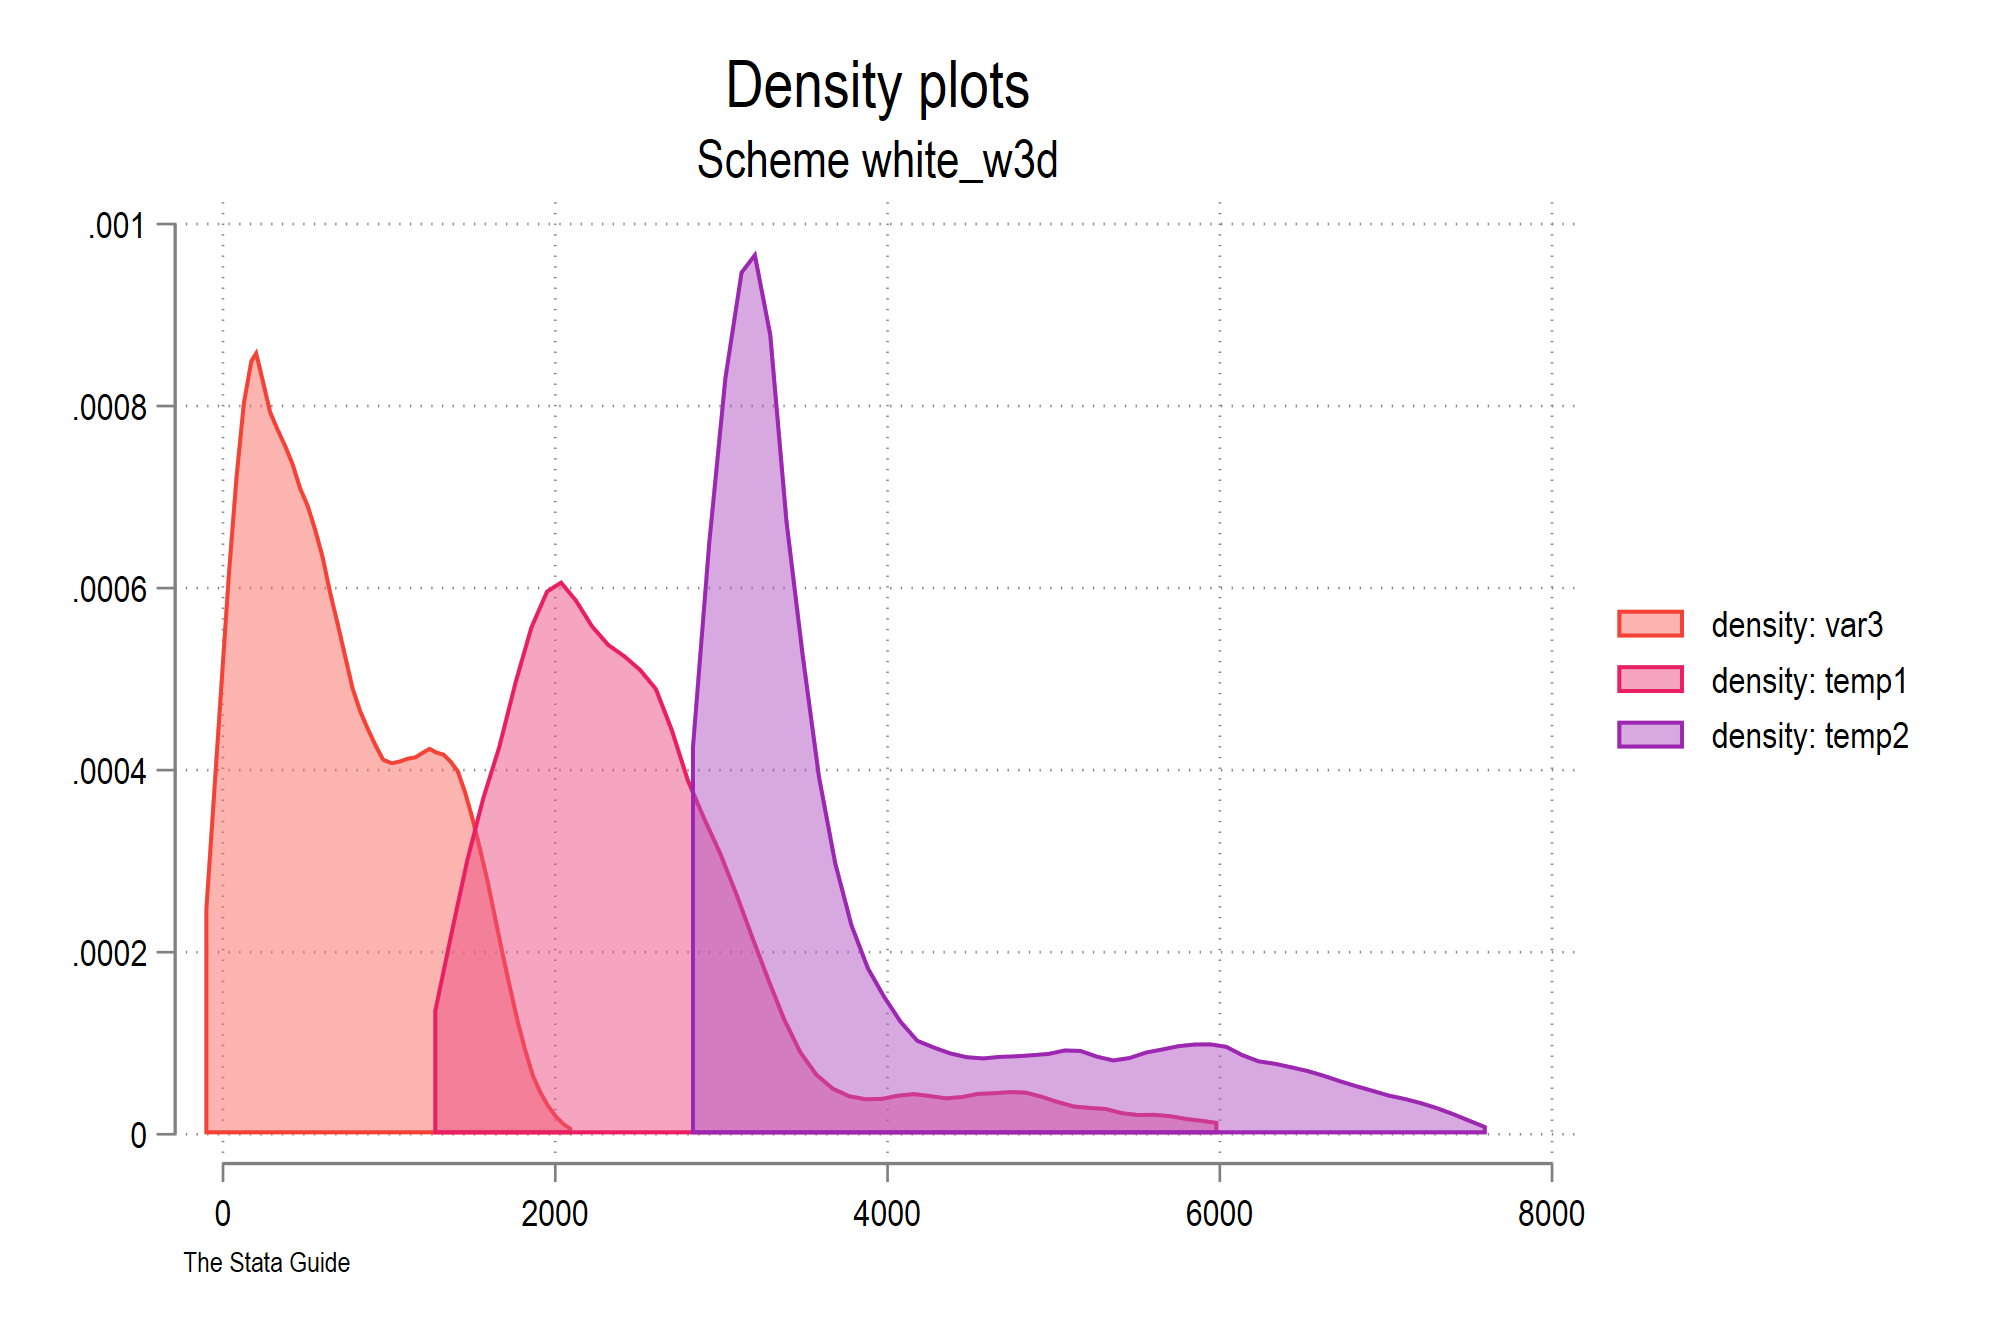 Density plots
Scheme white_w3d
.001
.0008
.0006
.0004
.0002
0
0 2000 4000 6000 8000
density: var3
density: temp1
density: temp2
The Stata Guide